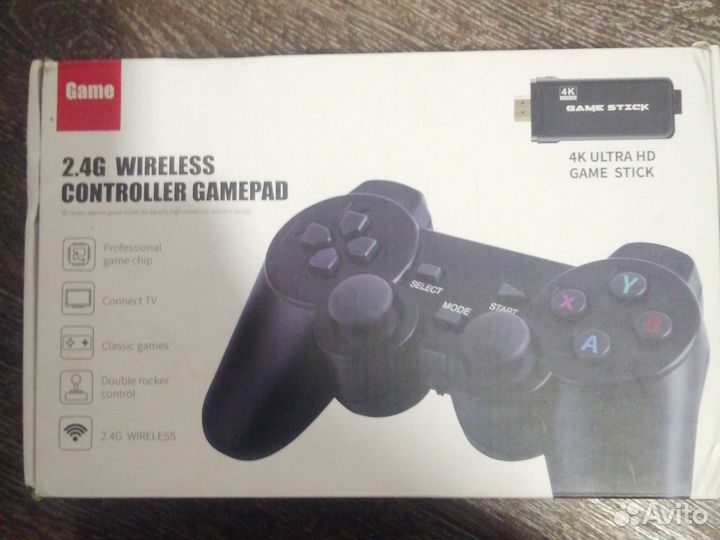 Game
4K
GAME STICK
4K ULTRA HD
GAME STICK
2.4G WIRELESS
CONTROLLER GAMEPAD
Professional
game chip
Connect TV
Classic games
Double rocker
control
2.4G WIRELESS
SELECT
MODE
START
X
Y
A
B
Avito